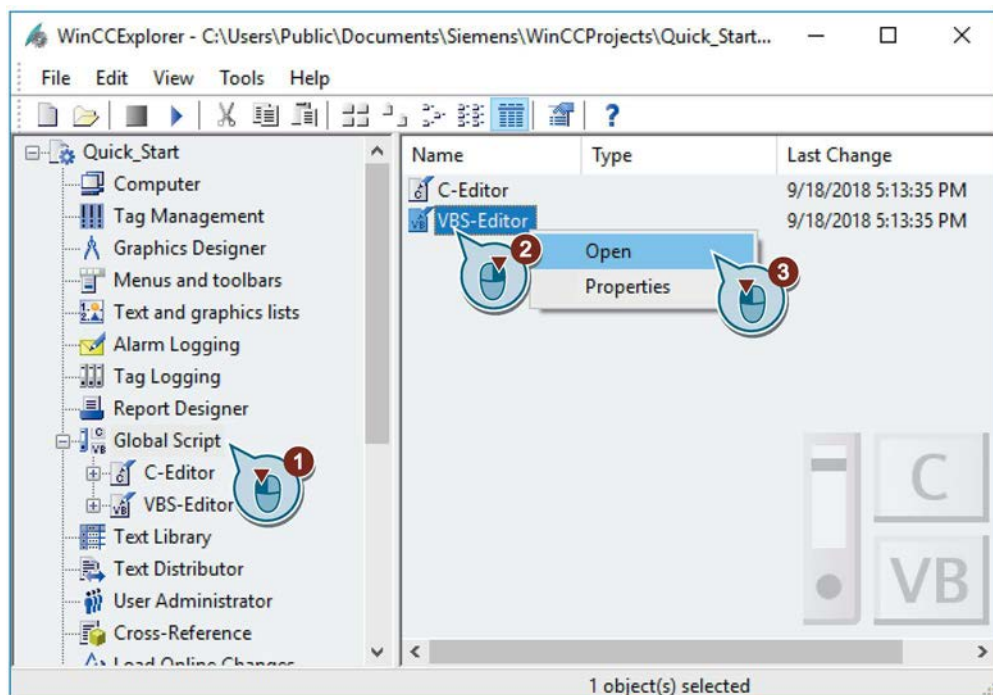 WinCCExplorer - C:\Users\Public\Documents\Siemens\WinCCProjects\Quick_Start...
File Edit View Tools Help
Quick_Start
Computer
Tag Management
Graphics Designer
Menus and toolbars
Text and graphics lists
Alarm Logging
Tag Logging
Report Designer
Global Script
C-Editor
VBS-Editor
Text Library
Text Distributor
User Administrator
Cross-Reference
Load Online Changes
1
Name Type Last Change
C-Editor 9/18/2018 5:13:35 PM
VBS-Editor 9/18/2018 5:13:35 PM
2
Open
Properties
3
C
VB
1 object(s) selected